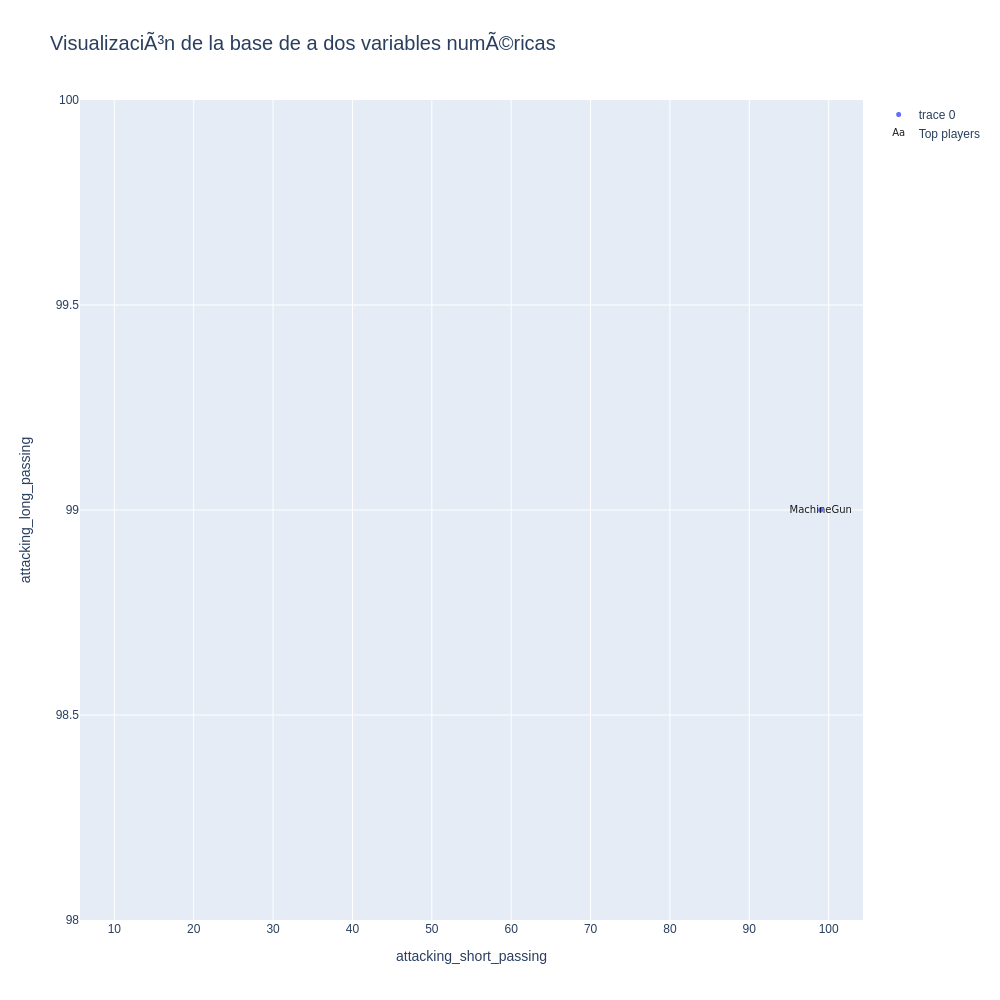 VisualizaciÃ³n de la base de a dos variables numÃ©ricas
trace 0
Aa Top players
100
99.5
99
98.5
98
attacking_long_passing
MachineGun
10 20 30 40 50 60 70 80 90 100
attacking_short_passing